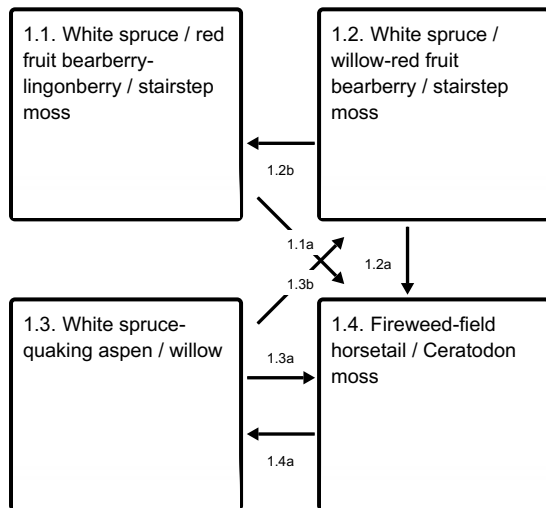 1.1. White spruce / red
fruit bearberry-
lingonberry / stairstep
moss
1.2. White spruce /
willow-red fruit
bearberry / stairstep
moss
1.2b
1.1a
1.3b
1.2a
1.3. White spruce-
quaking aspen / willow
1.3a
1.4a
1.4. Fireweed-field
horsetail / Ceratodon
moss